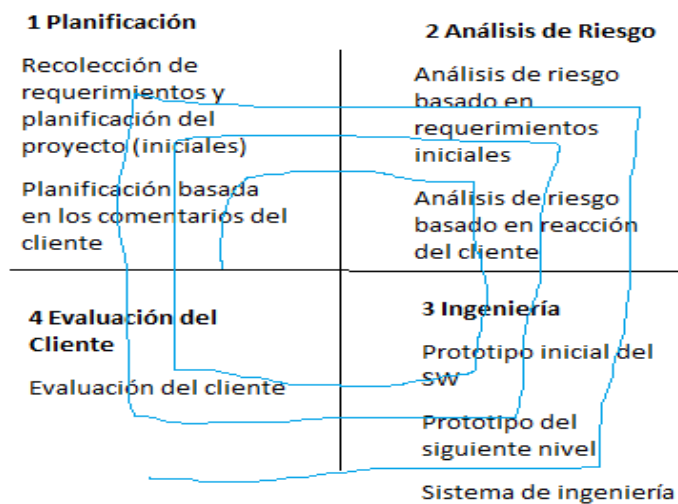 1 Planificación
Recolección de
requerimientos y
planificación del
proyecto (iniciales)
Planificación basada
en los comentarios del
cliente
2 Análisis de Riesgo
Análisis de riesgo
basado en
requerimientos
iniciales
Análisis de riesgo
basado en reacción
del cliente
4 Evaluación del
Cliente
Evaluación del cliente
3 Ingeniería
Prototipo inicial del
SW
Prototipo del
siguiente nivel
Sistema de ingeniería